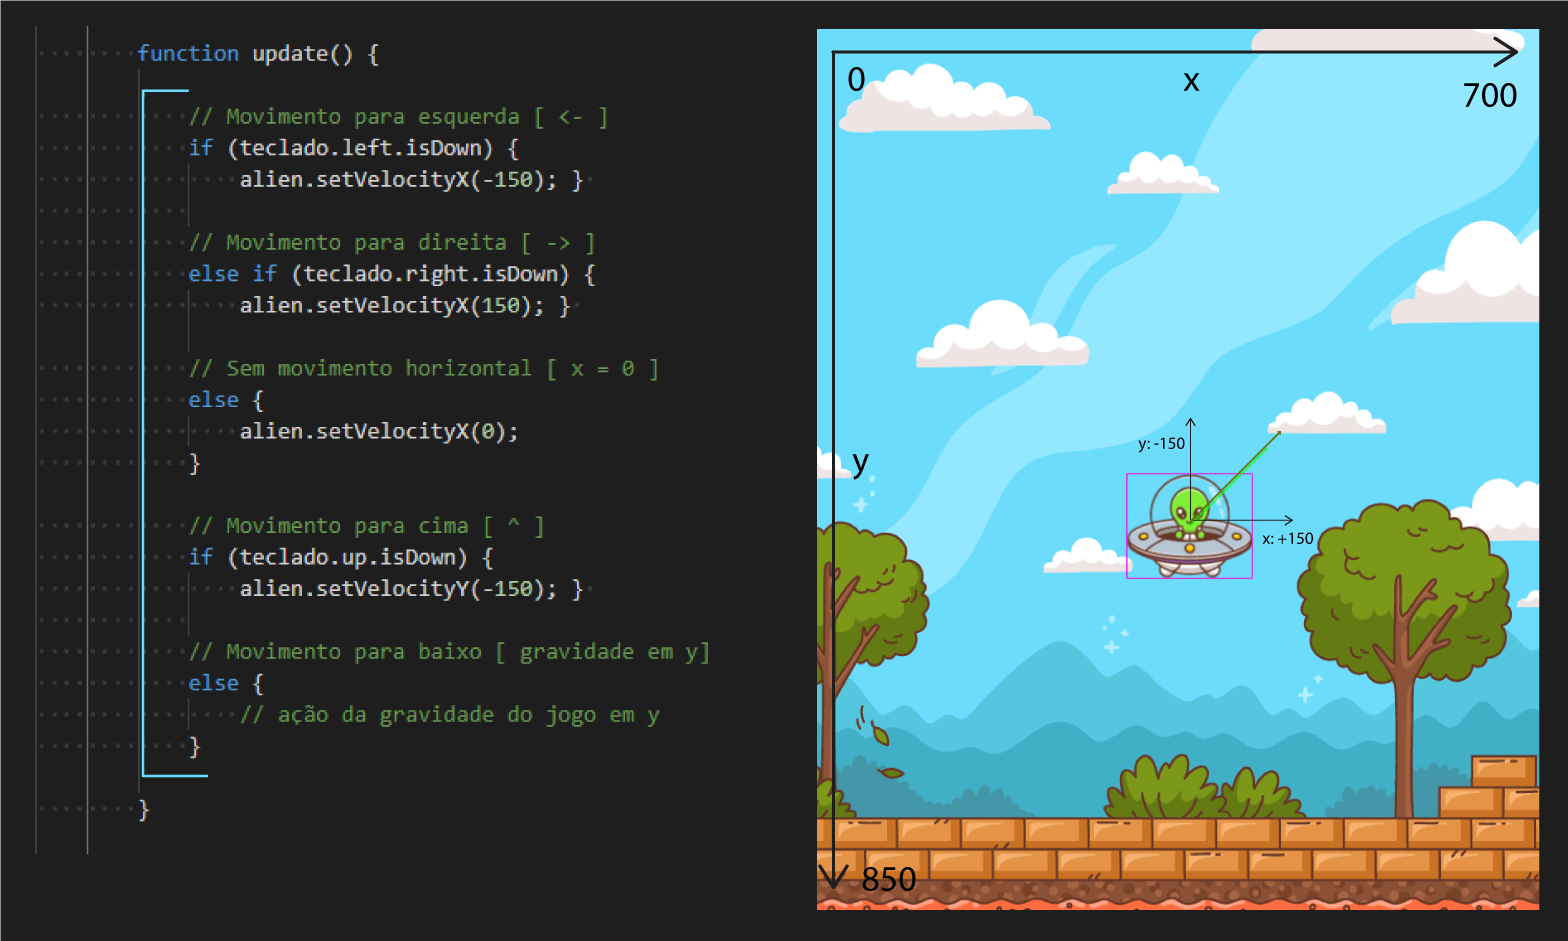 function update() {
// Movimento para esquerda [ <- ]
if (teclado.left.isDown) {
alien.setVelocityX(-150); }
// Movimento para direita [ -> ]
else if (teclado.right.isDown) {
alien.setVelocityX(150); }
// Sem movimento horizontal [ x = 0 ]
else {
alien.setVelocityX(0);
}
// Movimento para cima [ ^ ]
if (teclado.up.isDown) {
alien.setVelocityY(-150); }
// Movimento para baixo [ gravidade em y]
else {
// ação da gravidade do jogo em y
}
}
0
x
700
y: -150
y
x: +150
850